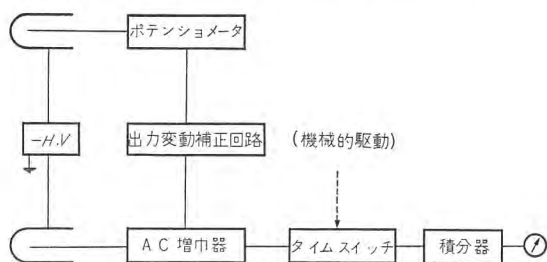 ポテンショメータ
-H.V
出力変動補正回路
(機械的駆動)
AC増巾器
タイムスイッチ
積分器